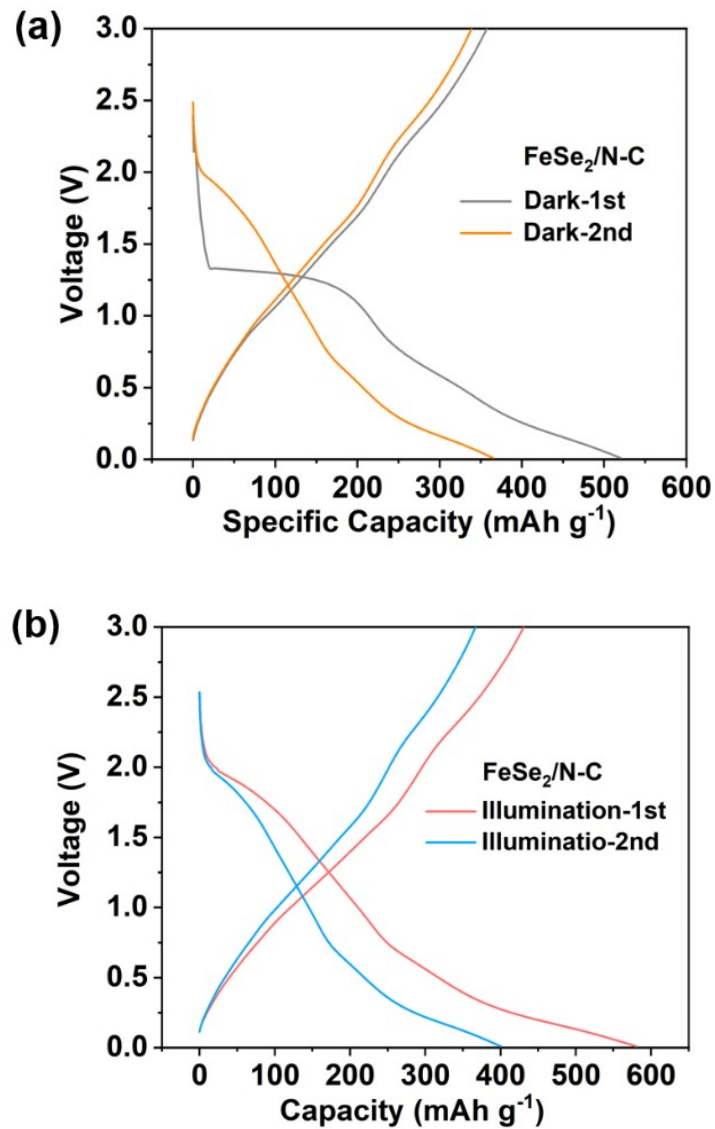 (a)
3.0
2.5
2.0
1.5
1.0
0.5
0.0
Voltage (V)
FeSe₂/N-C
Dark-1st
Dark-2nd
0 100 200 300 400 500 600
Specific Capacity (mAh g⁻¹)
(b)
3.0
2.5
2.0
1.5
1.0
0.5
0.0
Voltage (V)
FeSe₂/N-C
Illumination-1st
Illuminatio-2nd
0 100 200 300 400 500 600
Capacity (mAh g⁻¹)